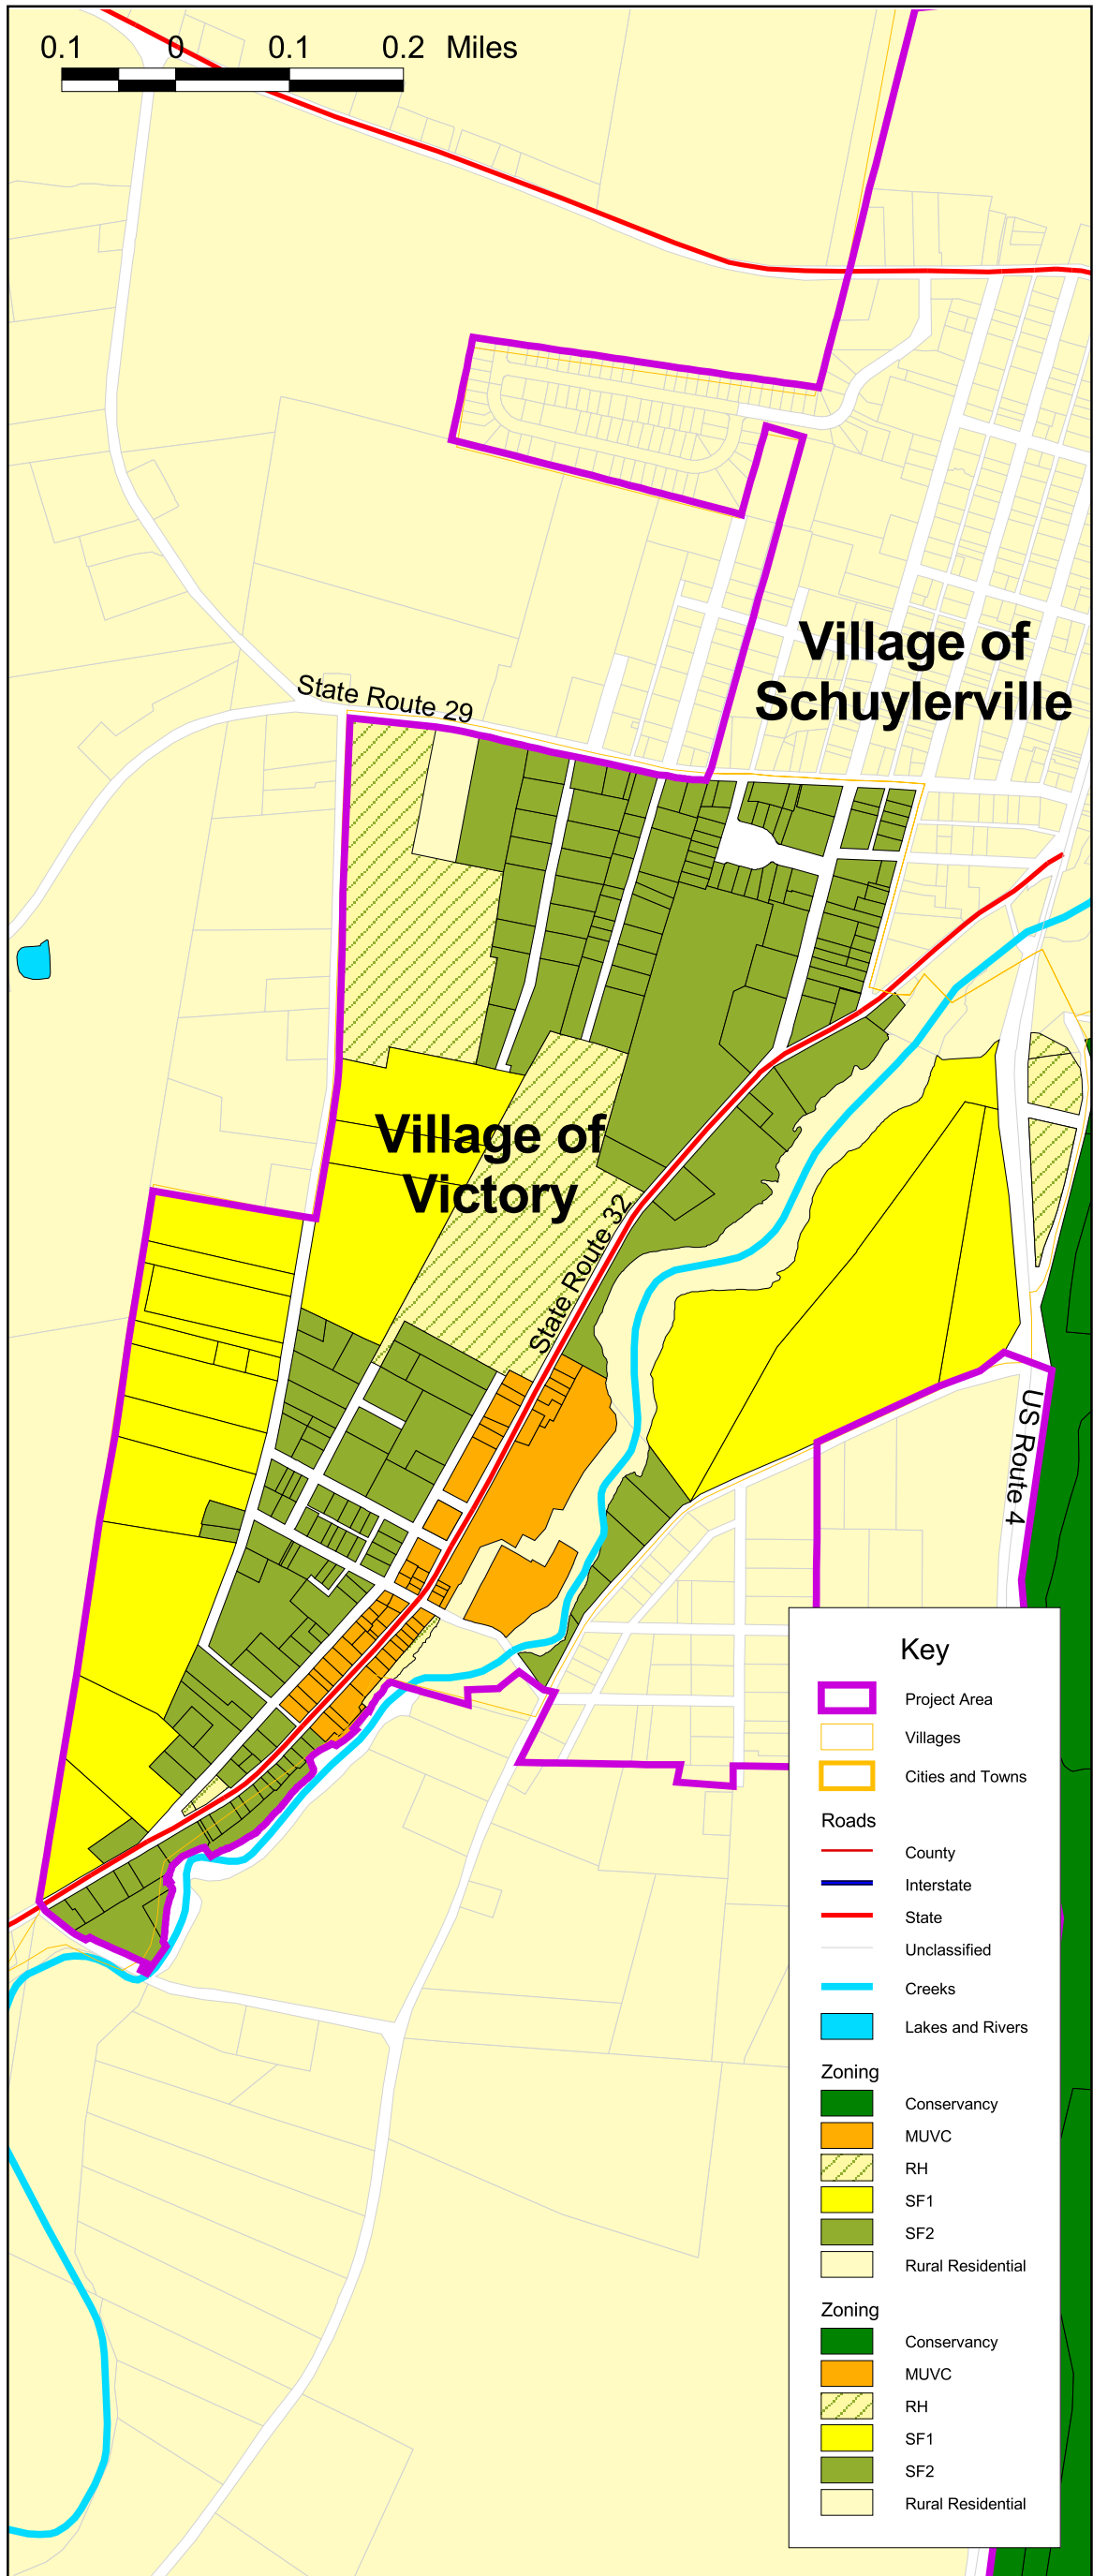 0.1 0 0.1 0.2 Miles
Village of
Schuylerville
State Route 29
Village of
Victory
State Route 32
US Route 4
Key
Project Area
Villages
Cities and Towns
Roads
County
Interstate
State
Unclassified
Creeks
Lakes and Rivers
Zoning
Conservancy
MUVC
RH
SF1
SF2
Rural Residential
Zoning
Conservancy
MUVC
RH
SF1
SF2
Rural Residential